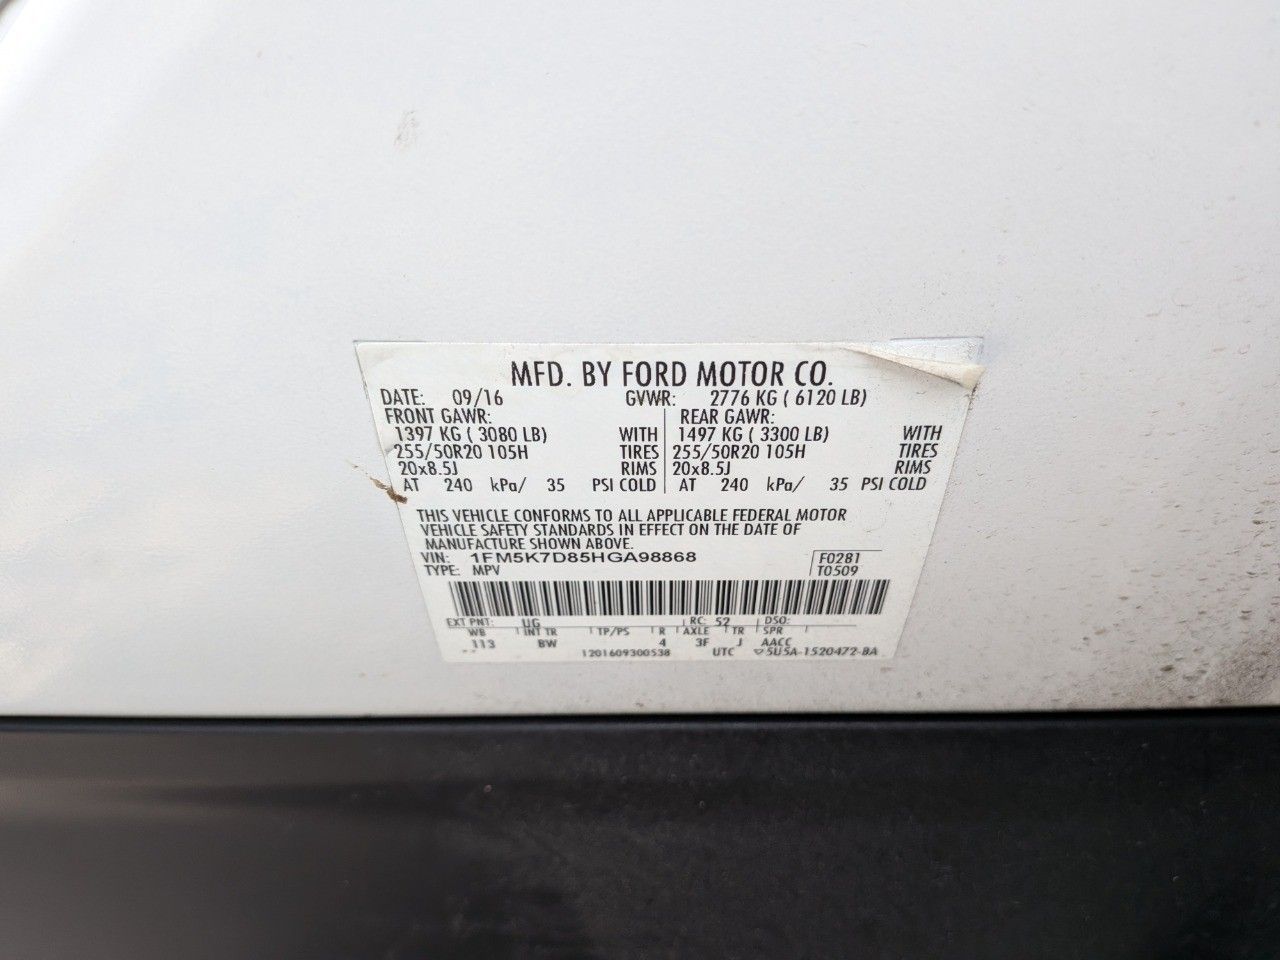 MFD. BY FORD MOTOR CO.
DATE: 09/16 GVWR: 2776 KG ( 6120 LB)
FRONT GAWR: REAR GAWR:
1397 KG ( 3080 LB) WITH 1497 KG ( 3300 LB) WITH
255/50R20 105H TIRES 255/50R20 105H TIRES
20x8.5J RIMS 20x8.5J RIMS
AT 240 kPa/ 35 PSI COLD AT 240 kPa/ 35 PSI COLD
THIS VEHICLE CONFORMS TO ALL APPLICABLE FEDERAL MOTOR
VEHICLE SAFETY STANDARDS IN EFFECT ON THE DATE OF
MANUFACTURE SHOWN ABOVE.
VIN: 1FM5K7D85HGA98868 F0281
TYPE: MPV T0509
EXT PNT: UG RC: 52 DSO:
WB INT TR TP/PS R AXLE TR SPR
113 BW 4 3F J AACC
1201609300538 UTC ▽5U5A-1520472-BA